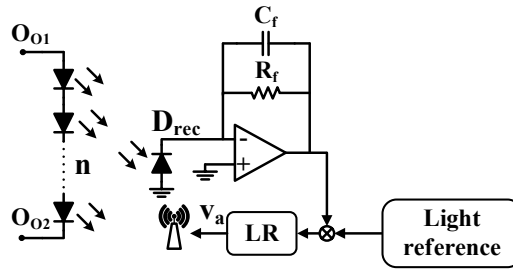 O_O1
C_f
R_f
D_rec
-
+
n
O_O2
v_a
LR
Light
reference